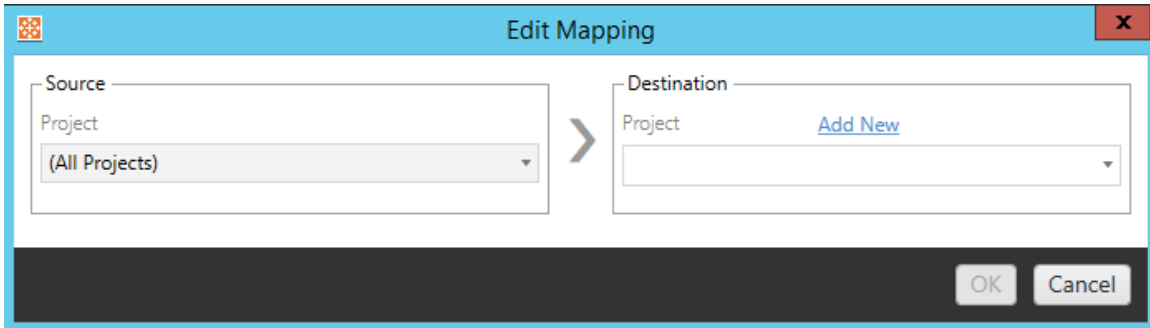 Edit Mapping
x
Source
Project
(All Projects)
Destination
Project Add New
OK Cancel